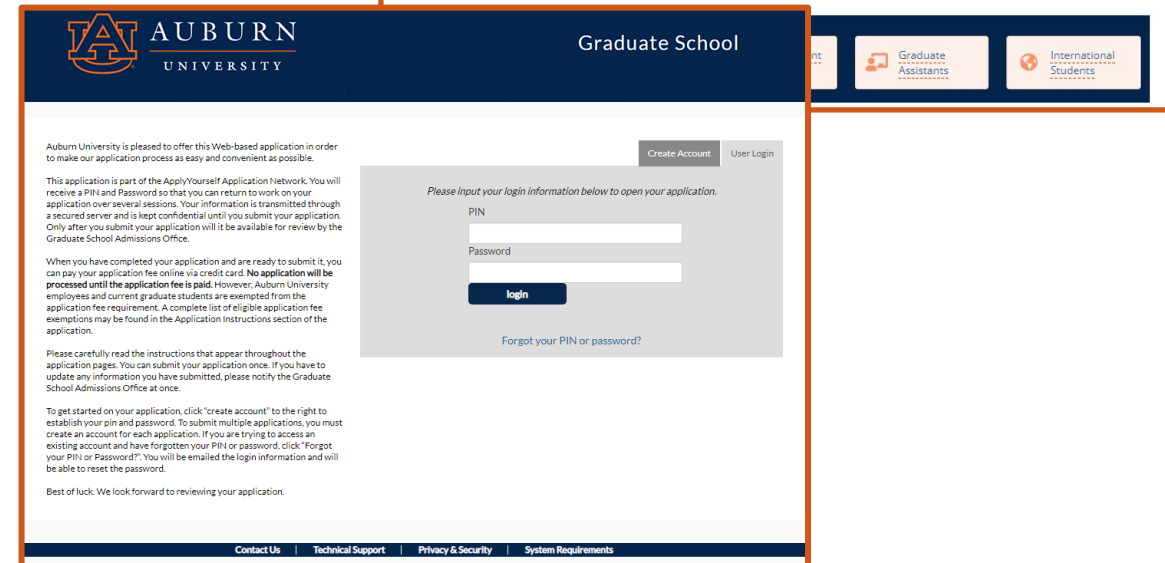 AUBURN
UNIVERSITY
Graduate School
nt
Graduate
Assistants
International
Students
Auburn University is pleased to offer this Web-based application in order
to make our application process as easy and convenient as possible.
This application is part of the ApplyYourself Application Network. You will
receive a PIN and Password so that you can return to work on your
application over several sessions. Your information is transmitted through
a secured server and is kept confidential until you submit your application.
Only after you submit your application will it be available for review by the
Graduate School Admissions Office.
When you have completed your application and are ready to submit it, you
can pay your application fee online via credit card. No application will be
processed until the application fee is paid. However, Auburn University
employees and current graduate students are exempted from the
application fee requirement. A complete list of eligible application fee
exemptions may be found in the Application Instructions section of the
application.
Please carefully read the instructions that appear throughout the
application pages. You can submit your application once. If you have to
update any information you have submitted, please notify the Graduate
School Admissions Office at once.
To get started on your application, click "create account" to the right to
establish your pin and password. To submit multiple applications, you must
create an account for each application. If you are trying to access an
existing account and have forgotten your PIN or password, click "Forgot
your PIN or Password?". You will be emailed the login information and will
be able to reset the password.
Best of luck. We look forward to reviewing your application.
Create Account User Login
Please input your login information below to open your application.
PIN
Password
login
Forgot your PIN or password?
Contact Us | Technical Support | Privacy & Security | System Requirements